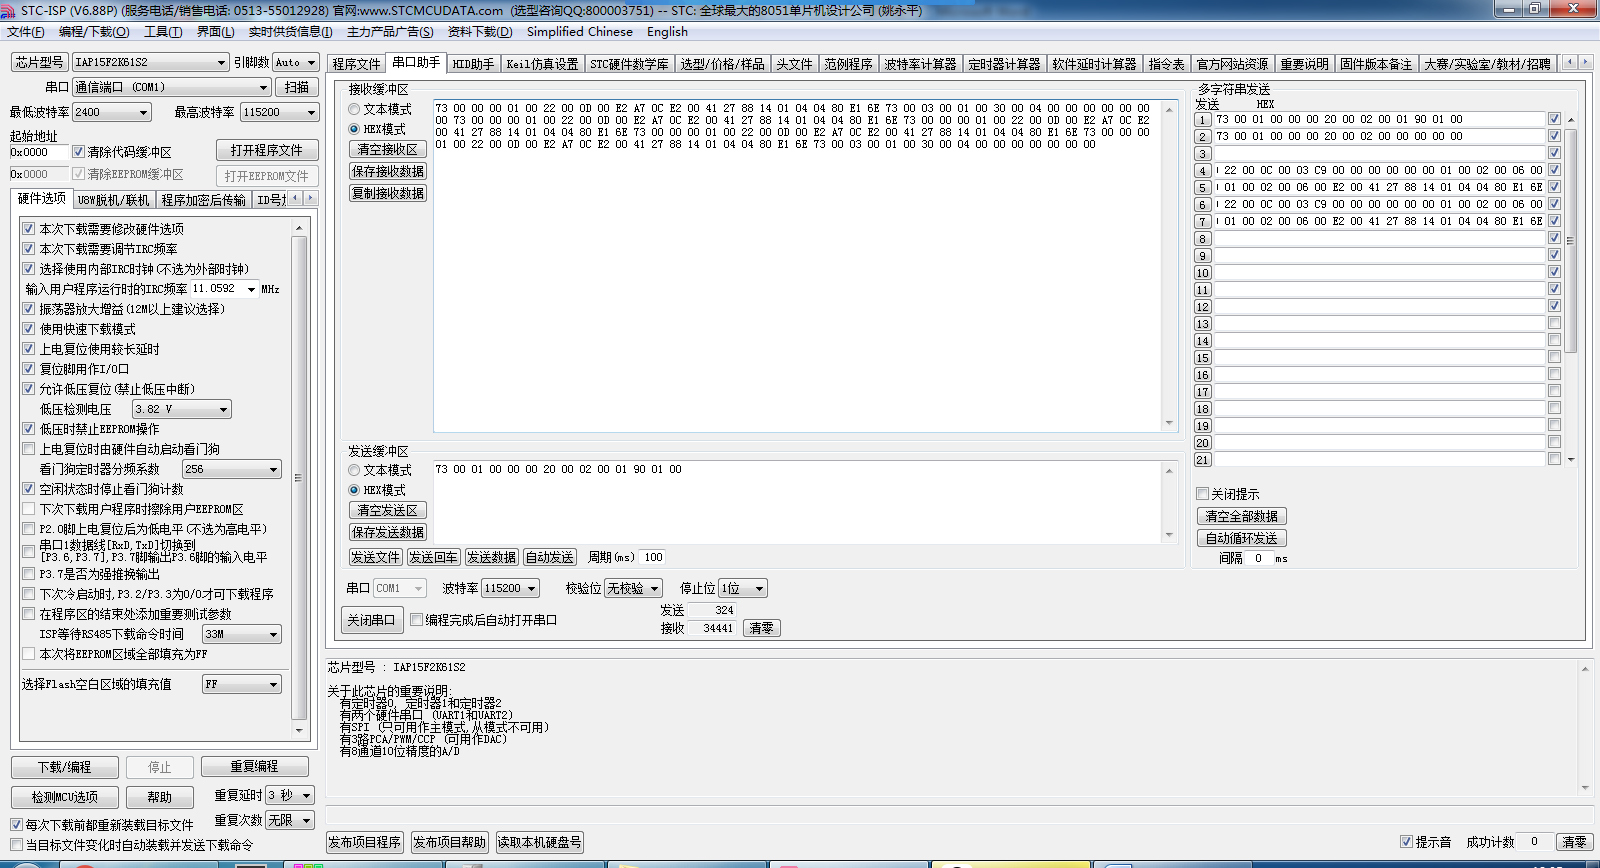 STC-ISP (V6.88P) (服务电话/销售电话: 0513-55012928) 官网:www.STCMCUDATA.com (选型咨询QQ:800003751) -- STC: 全球最大的8051单片机设计公司 (姚永平)
文件(F) 编程/下载(O) 工具(T) 界面(L) 实时供货信息(I) 主力产品广告(S) 资料下载(D) Simplified Chinese English
芯片型号 IAP15F2K61S2 引脚数 Auto
串口 通信端口 (COM1) 扫描
最低波特率 2400 最高波特率 115200
起始地址
0x0000 清除代码缓冲区 打开程序文件
0x0000 清除EEPROM缓冲区 打开EEPROM文件
硬件选项 U8W脱机/联机 程序加密后传输
本次下载需要修改硬件选项
本次下载需要调节IRC频率
选择使用内部IRC时钟(不选为外部时钟)
输入用户程序运行时的IRC频率 11.0592 MHz
振荡器放大增益(12M以上建议选择)
使用快速下载模式
上电复位使用较长延时
复位脚用作I/O口
允许低压复位(禁止低压中断)
低压检测电压 3.82 V
低压时禁止EEPROM操作
上电复位时由硬件自动启动看门狗
看门狗定时器分频系数 256
空闲状态时停止看门狗计数
下次下载用户程序时擦除用户EEPROM区
P2.0脚上电复位后为低电平(不选为高电平)
串口1数据线[RxD,TxD]切换到
[P3.6,P3.7],P3.7脚输出P3.6脚的输入电平
P3.7是否为强推挽输出
下次冷启动时,P3.2/P3.3为0/0才可下载程序
在程序区的结束处添加重要测试参数
ISP等待RS485下载命令时间 33M
本次将EEPROM区域全部填充为FF
选择Flash空白区域的填充值 FF
下载/编程 停止 重复编程
检测MCU选项 帮助 重复延时 3 秒
每次下载前都重新装载目标文件 重复次数 无限
当目标文件变化时自动装载并发送下载命令
程序文件 串口助手 HID助手 Keil仿真设置 STC硬件数学库 选型/价格/样品 头文件 范例程序 波特率计算器 定时器计算器 软件延时计算器 指令表 官方网站资源 重要说明 固件版本备注 大赛/实验室/教材/招聘
接收缓冲区
文本模式
HEX模式
清空接收区
保存接收数据
复制接收数据
73 00 00 00 01 00 22 00 0D 00 E2 A7 0C E2 00 41 27 88 14 01 04 04 80 E1 6E 73 00 03 00 01 00 30 00 04 00 00 00 00 00
00 00 73 00 00 00 01 00 22 00 0D 00 E2 A7 0C E2 00 41 27 88 14 01 04 04 80 E1 6E 73 00 00 00 01 00 22 00 0D 00 E2 A7 0C E2
00 41 27 88 14 01 04 04 80 E1 6E 73 00 00 00 01 00 22 00 0D 00 E2 A7 0C E2 00 41 27 88 14 01 04 04 80 E1 6E 73 00 00 00
01 00 22 00 0D 00 E2 A7 0C E2 00 41 27 88 14 01 04 04 80 E1 6E 73 00 03 00 01 00 30 00 04 00 00 00 00 00 00 00
发送缓冲区
文本模式
HEX模式
清空发送区
保存发送数据
73 00 01 00 00 00 20 00 02 00 01 90 01 00
发送文件 发送回车 发送数据 自动发送 周期(ms) 100
串口 COM1 波特率 115200 校验位 无校验 停止位 1位
关闭串口 编程完成后自动打开串口
发送 324
接收 34441 清零
多字符串发送
发送 HEX
1 73 00 01 00 00 00 20 00 02 00 01 90 01 00
2 73 00 01 00 00 00 20 00 02 00 00 00 00 00
3
4 22 00 0C 00 03 C9 00 00 00 00 00 01 00 02 00 06 00
5 01 00 02 00 06 00 E2 00 41 27 88 14 01 04 04 80 E1 6E
6 22 00 0C 00 03 C9 00 00 00 00 00 01 00 02 00 06 00
7 01 00 02 00 06 00 E2 00 41 27 88 14 01 04 04 80 E1 6E
8
9
10
11
12
13
14
15
16
17
18
19
20
21
关闭提示
清空全部数据
自动循环发送
间隔 0 ms
芯片型号 : IAP15F2K61S2
关于此芯片的重要说明:
有定时器0, 定时器1和定时器2
有两个硬件串口 (UART1和UART2)
有SPI (只可用作主模式,从模式不可用)
有3路PCA/PWM/CCP (可用作DAC)
有8通道10位精度的A/D
发布项目程序 发布项目帮助 读取本机硬盘号 提示音 成功计数 0 清零